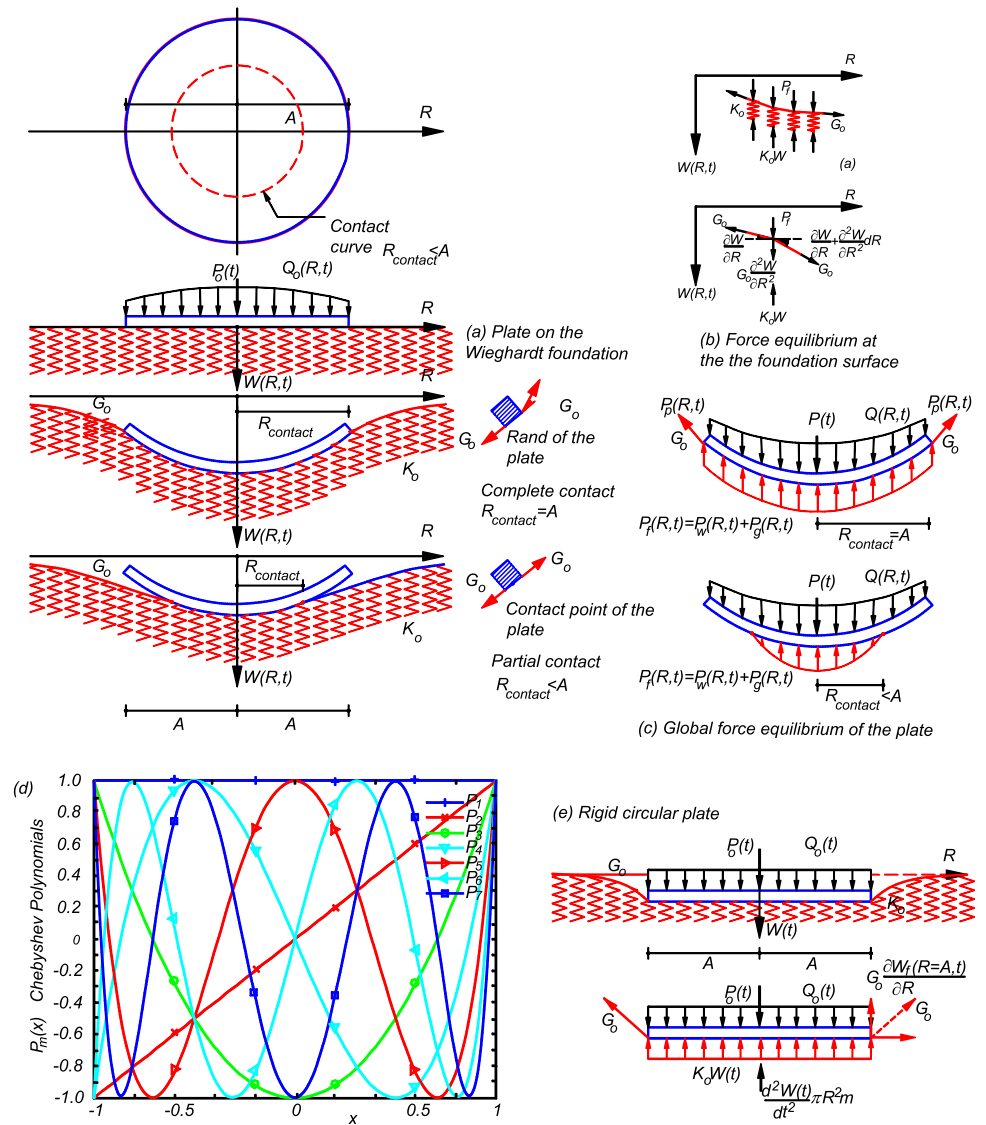 R
A
Contact
curve R_contact<A
P_o(t) Q_o(R,t)
R
(a) Plate on the
Wieghardt foundation
W(R,t)
R
G_o
R_contact
G_o
G_o
Rand of the
plate
K_o
Complete contact
R_contact=A
W(R,t)
R
G_o
R_contact
G_o
G_o
Contact point of the
plate
K_o
Partial contact
R_contact<A
W(R,t)
A A
R
P_f
K_o
G_o
K_oW
W(R,t)
(a)
R
G_o
P_f
∂W/∂R
∂W/∂R+∂²W/∂R² dR
G_o ∂²W/∂R²
G_o
W(R,t)
K_oW
(b) Force equilibrium at
the the foundation surface
P_p(R,t) P(t) Q(R,t) P_p(R,t)
G_o G_o
P_f(R,t)=P_w(R,t)+P_g(R,t)
R_contact=A
P(t) Q(R,t)
P_f(R,t)=P_w(R,t)+P_g(R,t)
R_contact<A
(c) Global force equilibrium of the plate
(d)
P_m(x) Chebyshev Polynomials
1.0
0.8
0.6
0.4
0.2
0
-0.2
-0.4
-0.6
-0.8
-1.0
-1 -0.5 0 0.5 1
x
P_1
P_2
P_3
P_4
P_5
P_6
P_7
(e) Rigid circular plate
P_o(t) Q_o(t)
G_o R
K_o
W(t)
A A
P_o(t) Q_o(t)
G_o ∂W_f(R=A,t)/∂R
G_o G_o
K_oW(t)
d²W(t)/dt² πR²m